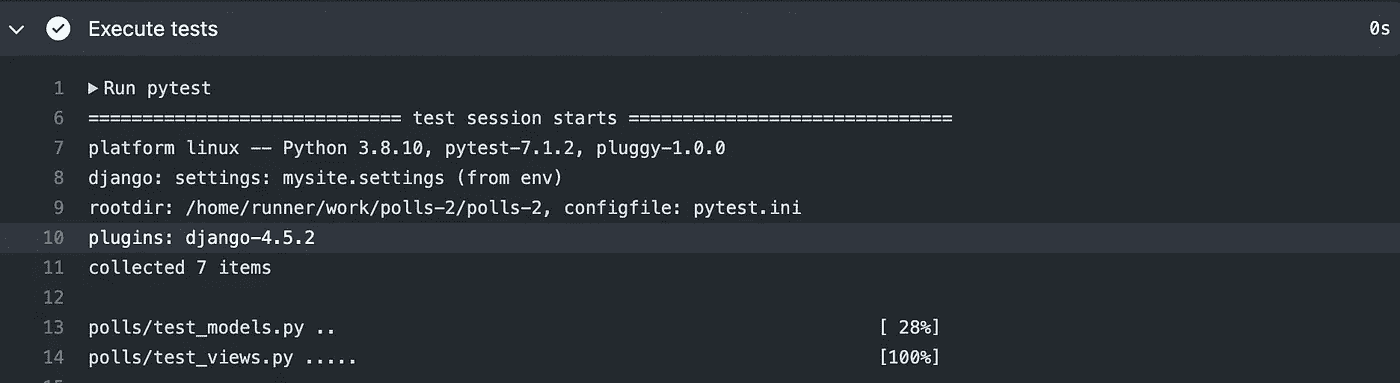 Execute tests 0s
1 Run pytest
6 ============================= test session starts ==============================
7 platform linux -- Python 3.8.10, pytest-7.1.2, pluggy-1.0.0
8 django: settings: mysite.settings (from env)
9 rootdir: /home/runner/work/polls-2/polls-2, configfile: pytest.ini
10 plugins: django-4.5.2
11 collected 7 items
12
13 polls/test_models.py .. [ 28%]
14 polls/test_views.py ..... [100%]